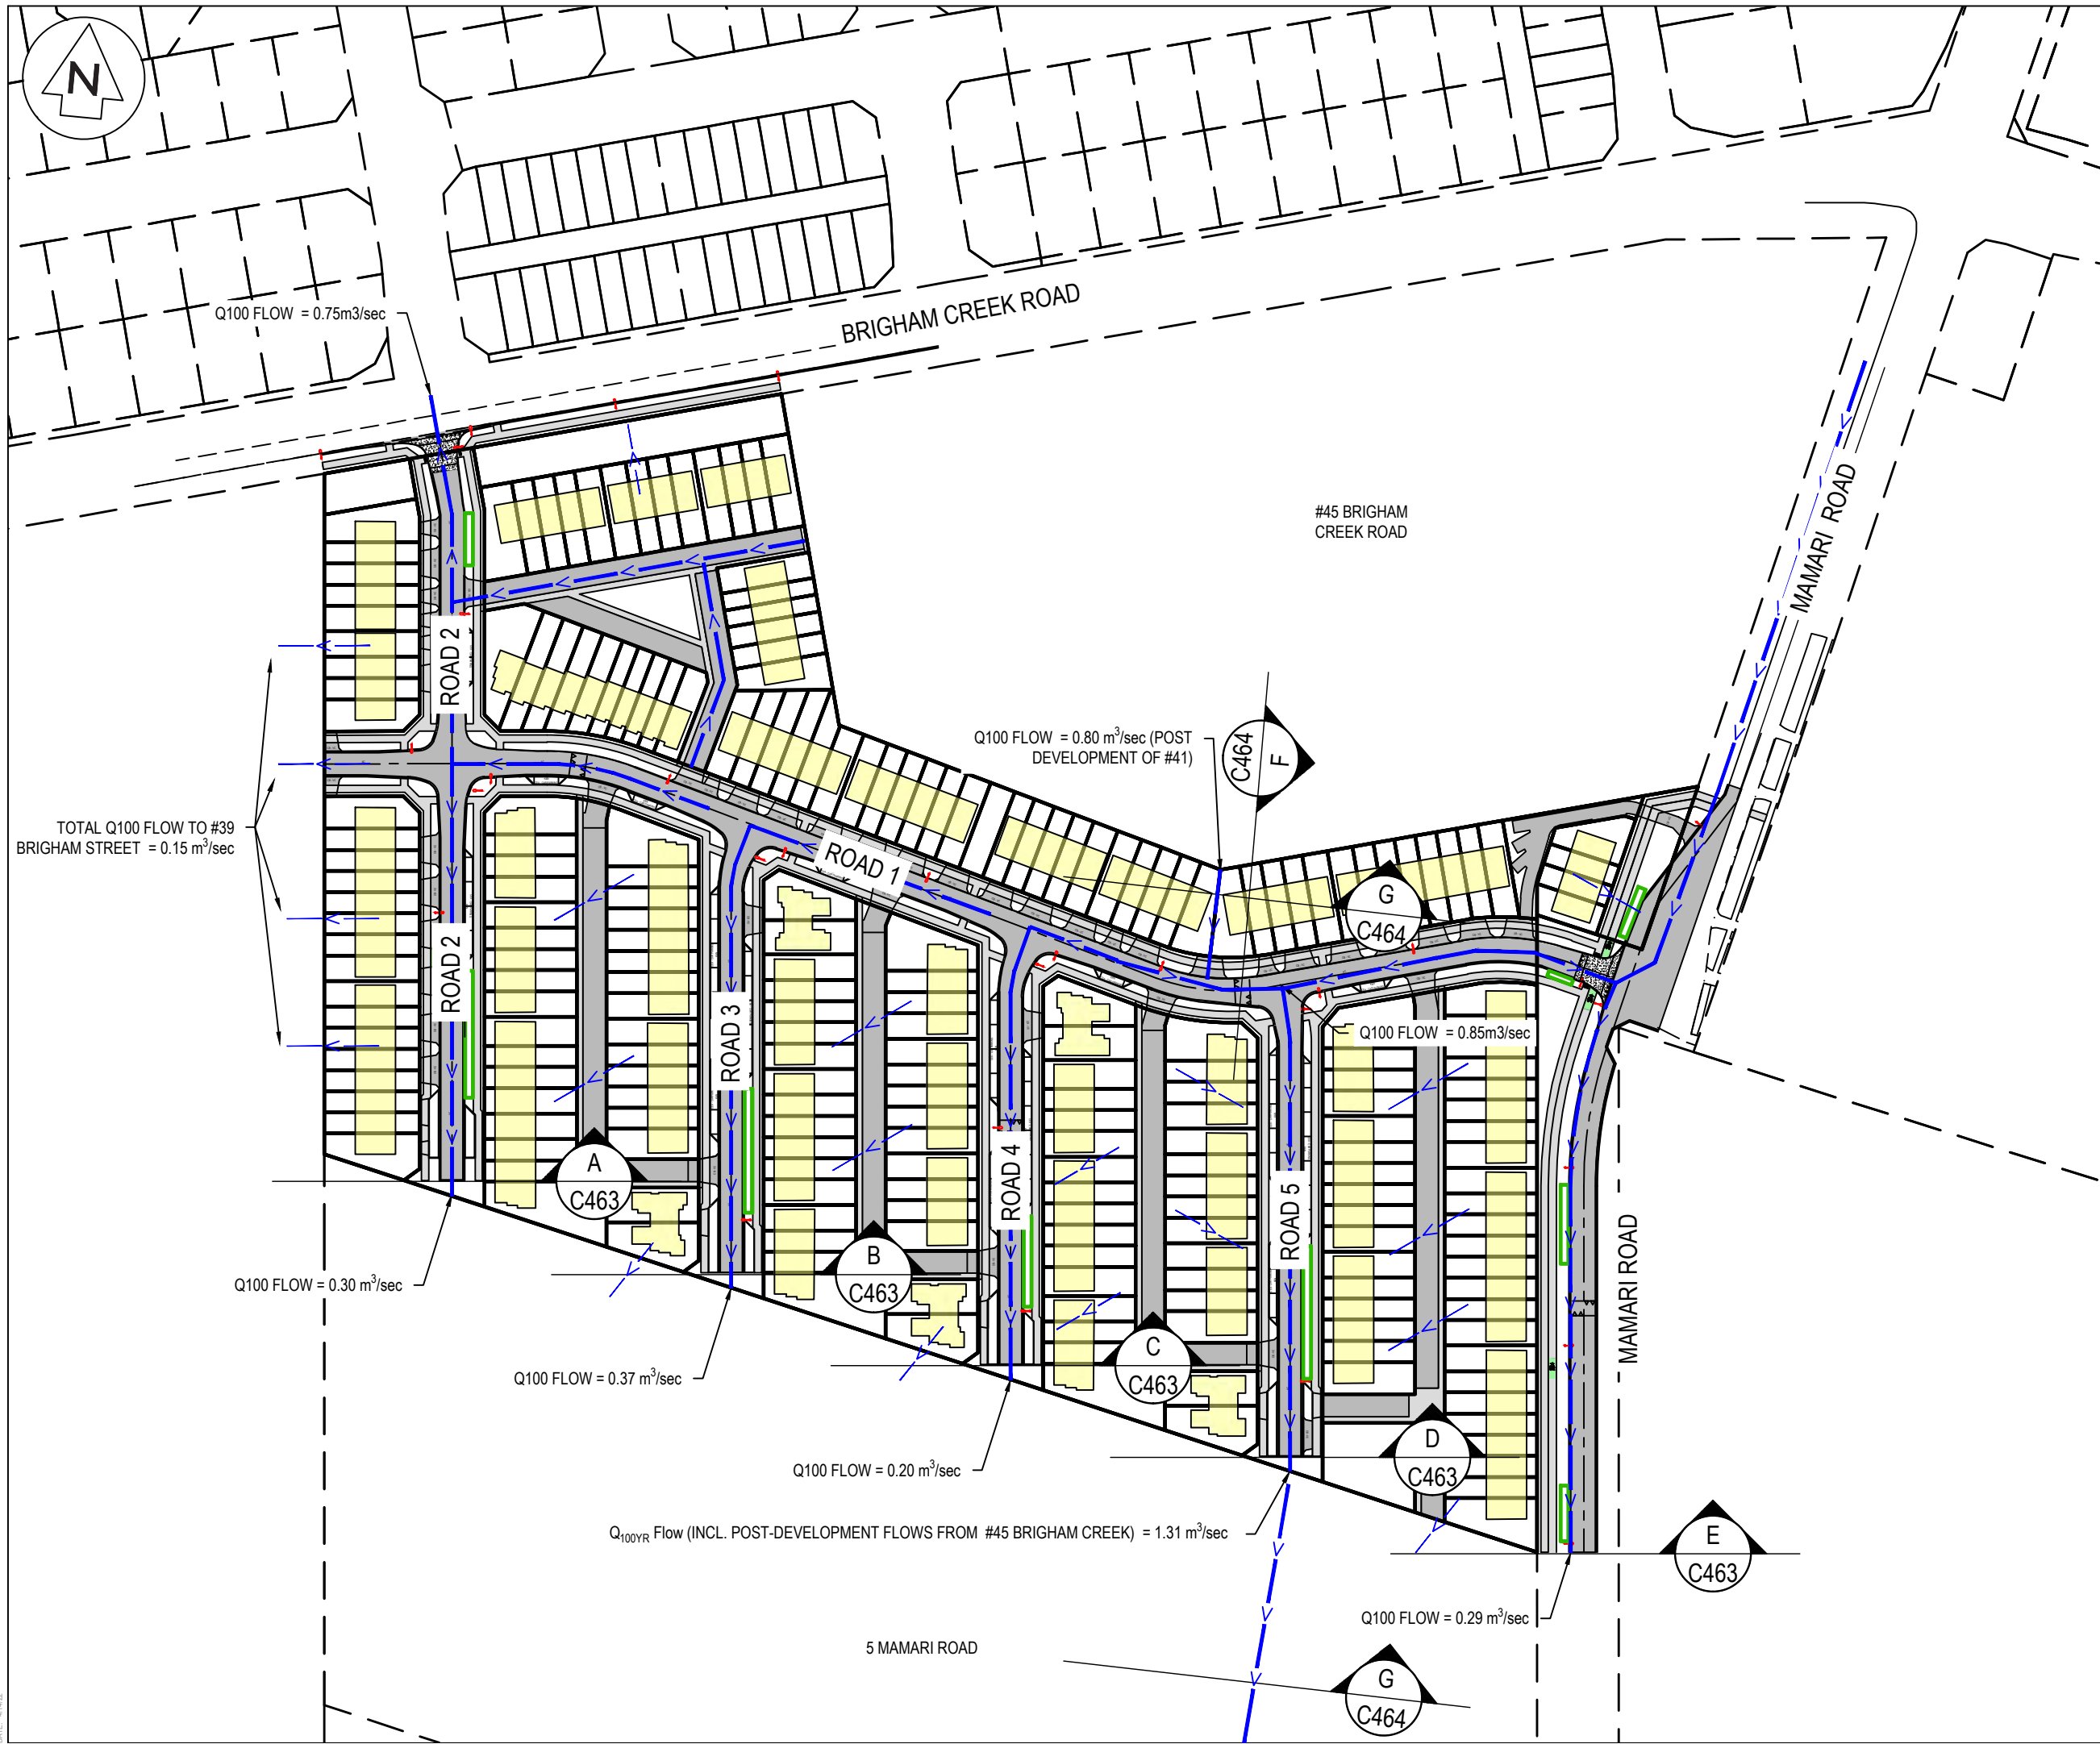 N
Q100 FLOW = 0.75m3/sec
BRIGHAM CREEK ROAD
#45 BRIGHAM
CREEK ROAD
MAMARI ROAD
ROAD 2
Q100 FLOW = 0.80 m³/sec (POST
DEVELOPMENT OF #41)
C464
F
TOTAL Q100 FLOW TO #39
BRIGHAM STREET = 0.15 m³/sec
ROAD 1
G
C464
ROAD 2
ROAD 3
Q100 FLOW = 0.85m3/sec
ROAD 4
ROAD 5
A
C463
B
C463
Q100 FLOW = 0.30 m³/sec
MAMARI ROAD
C
C463
Q100 FLOW = 0.37 m³/sec
D
C463
Q100 FLOW = 0.20 m³/sec
Q100YR Flow (INCL. POST-DEVELOPMENT FLOWS FROM #45 BRIGHAM CREEK) = 1.31 m³/sec
E
C463
Q100 FLOW = 0.29 m³/sec
5 MAMARI ROAD
G
C464